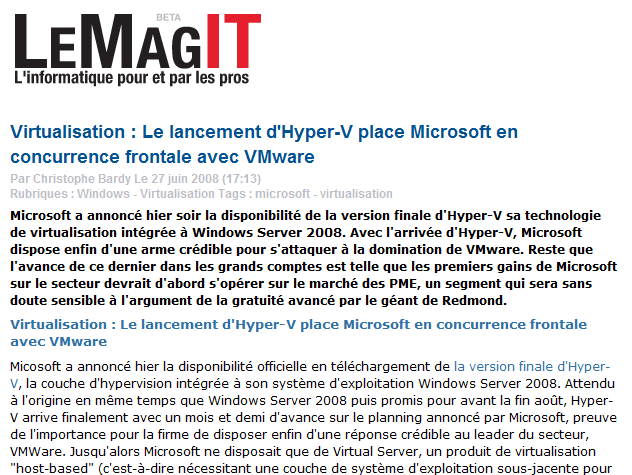 BETA
LEMAGIT
L'informatique pour et par les pros
Virtualisation : Le lancement d'Hyper-V place Microsoft en
concurrence frontale avec VMware
Par Christophe Bardy Le 27 juin 2008 (17:13)
Rubriques : Windows - Virtualisation Tags : microsoft - virtualisation
Microsoft a annoncé hier soir la disponibilité de la version finale d'Hyper-V sa technologie
de virtualisation intégrée à Windows Server 2008. Avec l'arrivée d'Hyper-V, Microsoft
dispose enfin d'une arme crédible pour s'attaquer à la domination de VMware. Reste que
l'avance de ce dernier dans les grands comptes est telle que les premiers gains de Microsoft
sur le secteur devrait d'abord s'opérer sur le marché des PME, un segment qui sera sans
doute sensible à l'argument de la gratuité avancé par le géant de Redmond.
Virtualisation : Le lancement d'Hyper-V place Microsoft en concurrence frontale
avec VMware
Micosoft a annoncé hier la disponibilité officielle en téléchargement de la version finale d'Hyper-
V, la couche d'hypervision intégrée à son système d'exploitation Windows Server 2008. Attendu
à l'origine en même temps que Windows Server 2008 puis promis pour avant la fin août, Hyper-
V arrive finalement avec un mois et demi d'avance sur le planning annoncé par Microsoft, preuve
de l'importance pour la firme de disposer enfin d'une réponse crédible au leader du secteur,
VMWare. Jusqu'alors Microsoft ne disposait que de Virtual Server, un produit de virtualisation
"host-based" (c'est-à-dire nécessitant une couche de système d'exploitation sous-jacente pour